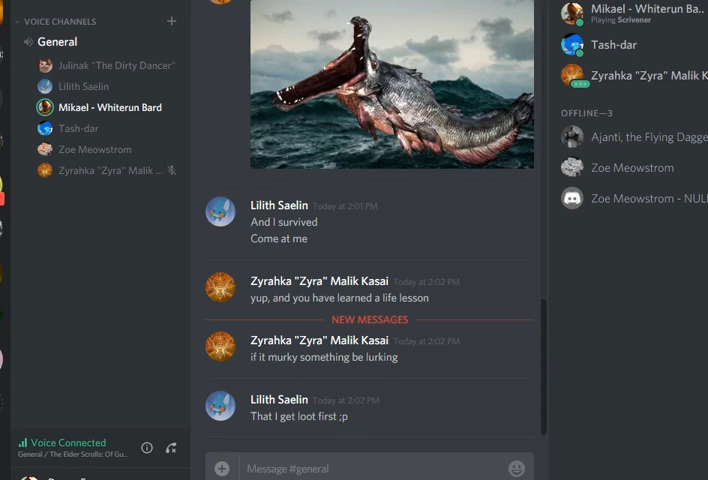 VOICE CHANNELS
General
Julinak "The Dirty Dancer"
Lilith Saelin
Mikael - Whiterun Bard
Tash-dar
Zoe Meowstrom
Zyrahka "Zyra" Malik ...
Voice Connected
General / The Elder Scrolls: Of Gu...
Lilith Saelin Today at 2:01 PM
And I survived
Come at me
Zyrahka "Zyra" Malik Kasai Today at 2:02 PM
yup, and you have learned a life lesson
NEW MESSAGES
Zyrahka "Zyra" Malik Kasai Today at 2:02 PM
if it murky something be lurking
Lilith Saelin Today at 2:02 PM
That I get loot first ;p
Message #general
Mikael - Whiterun Ba..
Playing Scrivener
Tash-dar
Zyrahka "Zyra" Malik K
OFFLINE—3
Ajanti, the Flying Dagge
Zoe Meowstrom
Zoe Meowstrom - NUL